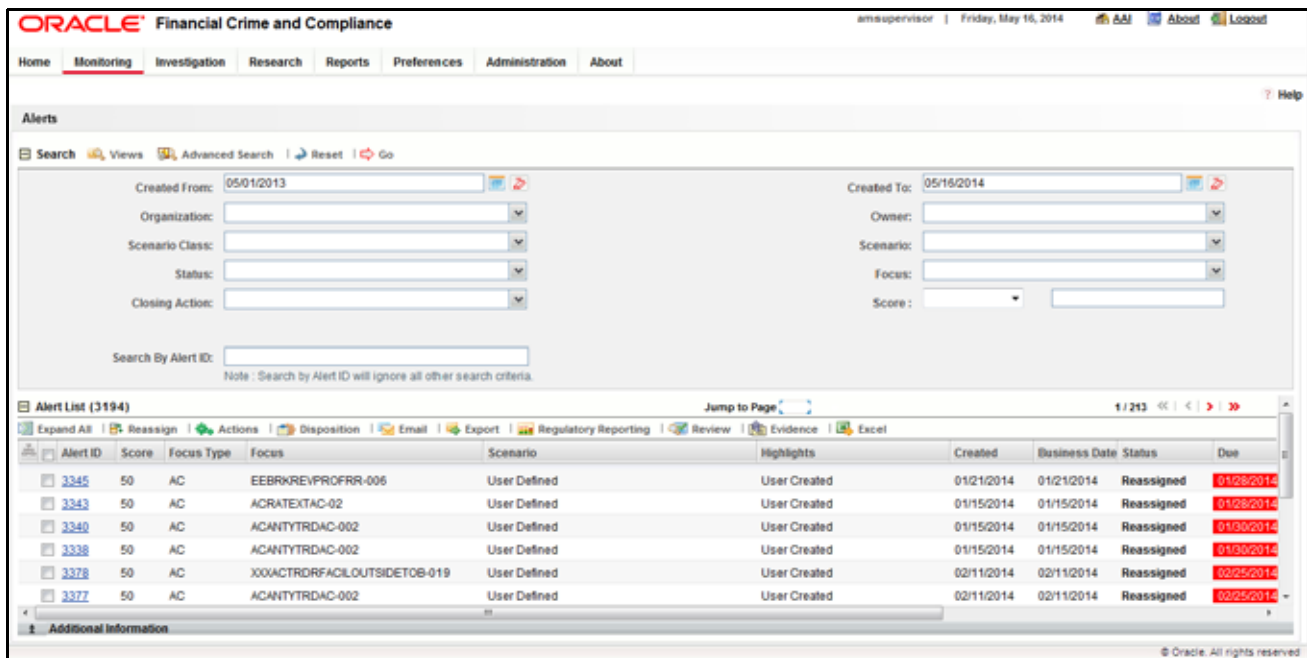 ORACLE Financial Crime and Compliance
amsupervisor | Friday, May 16, 2014 AAI About Logout
Home Monitoring Investigation Research Reports Preferences Administration About
? Help
Alerts
Search Views Advanced Search | Reset | Go
Created From: 05/01/2013 Created To: 05/16/2014
Organization: Owner:
Scenario Class: Scenario:
Status: Focus:
Closing Action: Score :
Search By Alert ID:
Note : Search by Alert ID will ignore all other search criteria.
Alert List (3194) Jump to Page 1 / 213
Expand All | Reassign | Actions | Disposition | Email | Export | Regulatory Reporting | Review | Evidence | Excel
Alert ID Score Focus Type Focus Scenario Highlights Created Business Date Status Due
3345 50 AC EEBRKREVPROFRR-006 User Defined User Created 01/21/2014 01/21/2014 Reassigned 01/28/2014
3343 50 AC ACRATEXTAC-02 User Defined User Created 01/15/2014 01/15/2014 Reassigned 01/28/2014
3340 50 AC ACANTYTRDAC-002 User Defined User Created 01/15/2014 01/15/2014 Reassigned 01/30/2014
3338 50 AC ACANTYTRDAC-002 User Defined User Created 01/15/2014 01/15/2014 Reassigned 01/30/2014
3378 50 AC XXXACTRDRFACILOUTSIDETOB-019 User Defined User Created 02/11/2014 02/11/2014 Reassigned 02/25/2014
3377 50 AC ACANTYTRDAC-002 User Defined User Created 02/11/2014 02/11/2014 Reassigned 02/25/2014
Additional Information
© Oracle. All rights reserved